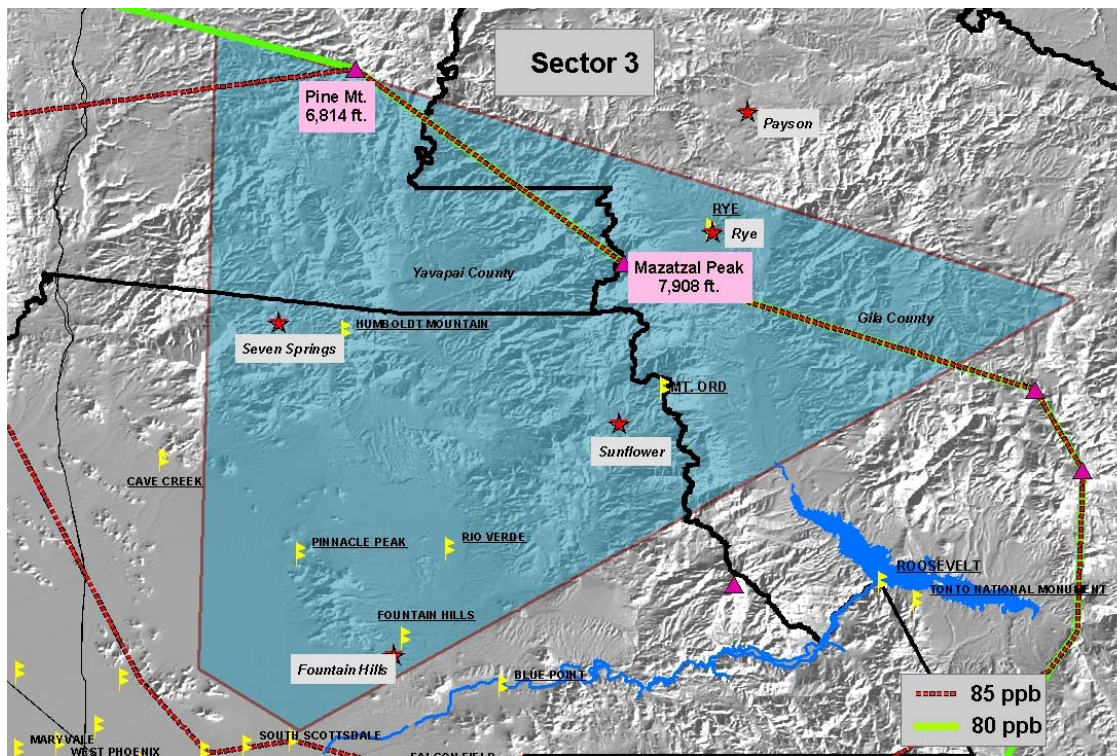 Sector 3
Pine Mt.
6,814 ft.
Payson
RYE
Rye
Mazatzal Peak
7,908 ft.
Yavapai County
Gila County
HUMBOLDT MOUNTAIN
Seven Springs
MT. ORD
Sunflower
CAVE CREEK
PINNACLE PEAK
RIO VERDE
ROOSEVELT
TONTO NATIONAL MONUMENT
FOUNTAIN HILLS
Fountain Hills
BLUE POINT
85 ppb
80 ppb
SOUTH SCOTTSDALE
MARYVALE
WEST PHOENIX
FALCON FIELD